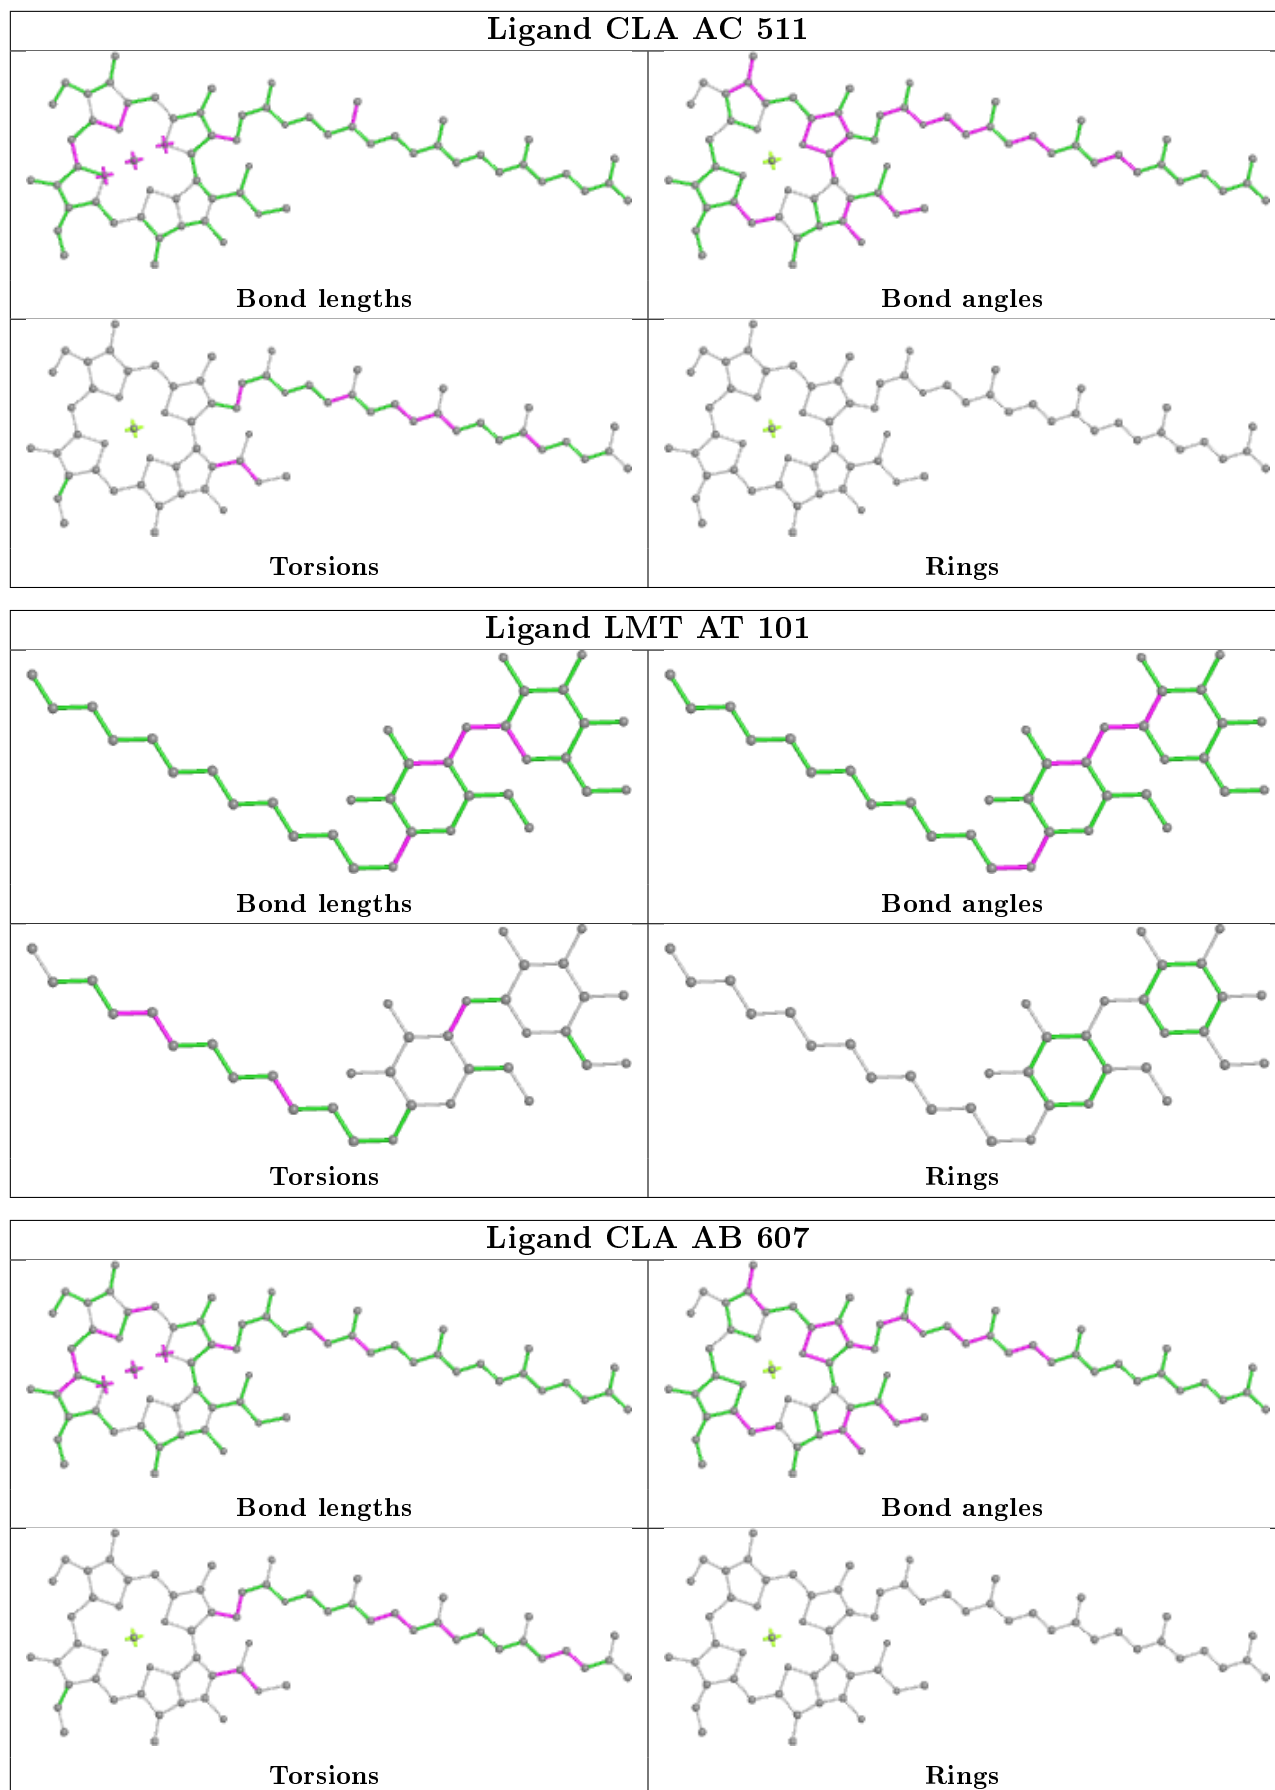 Ligand CLA AC 511
Bond lengths
Bond angles
Torsions
Rings
Ligand LMT AT 101
Bond lengths
Bond angles
Torsions
Rings
Ligand CLA AB 607
Bond lengths
Bond angles
Torsions
Rings